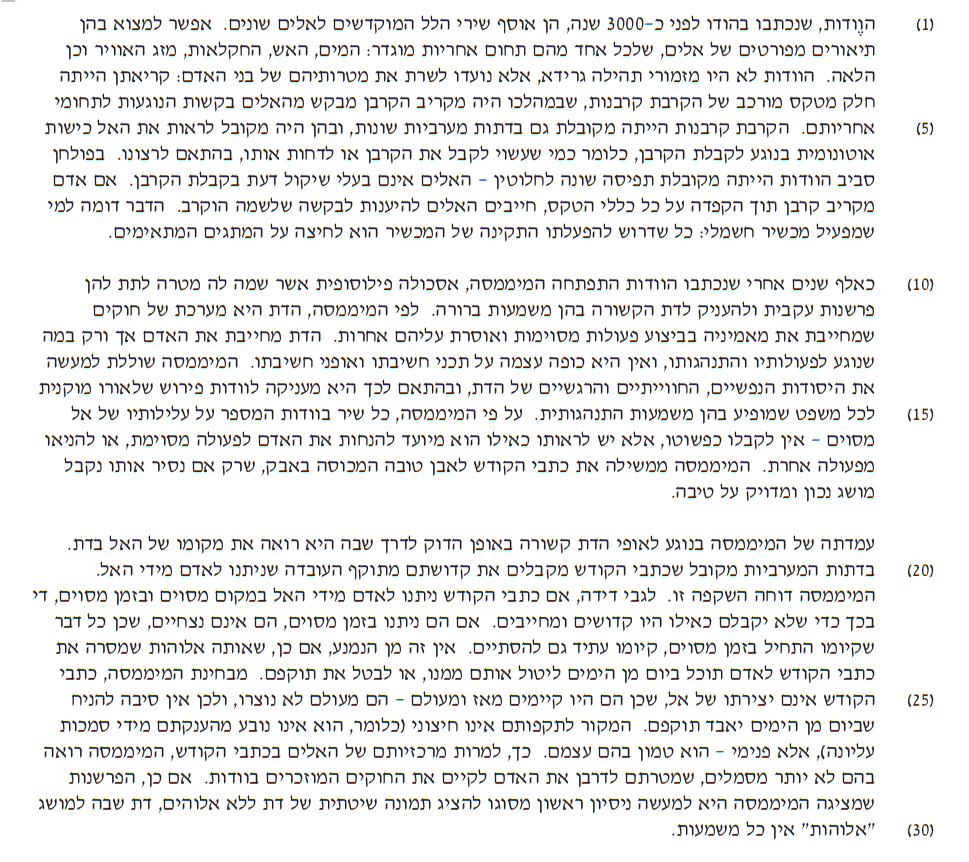 (1) הוֶודות, שנכתבו בהודו לפני כ-3000 שנה, הן אוסף שירי הלל המוקדשים לאלים שונים. אפשר למצוא בהן
תיאורים מפורטים של אלים, שלכל אחד מהם תחום אחריות מוגדר: המים, האש, החקלאות, מזג האוויר וכן
הלאה. הוודות לא היו מזמורי תהילה גרידא, אלא נועדו לשרת את מטרותיהם של בני האדם: קריאתן הייתה
חלק מטקס מורכב של הקרבת קרבנות, שבמהלכו היה מקריב הקרבן מבקש מהאלים בקשות הנוגעות לתחומי
(5) אחריותם. הקרבת קרבנות הייתה מקובלת גם בדתות מערביות שונות, ובהן היה מקובל לראות את האל כישות
אוטונומית בנוגע לקבלת הקרבן, כלומר כמי שעשוי לקבל את הקרבן או לדחות אותו, בהתאם לרצונו. בפולחן
סביב הוודות הייתה מקובלת תפיסה שונה לחלוטין – האלים אינם בעלי שיקול דעת בקבלת הקרבן. אם אדם
מקריב קרבן תוך הקפדה על כל כללי הטקס, חייבים האלים להיענות לבקשה שלשמה הוקרב. הדבר דומה למי
שמפעיל מכשיר חשמלי: כל שדרוש להפעלתו התקינה של המכשיר הוא לחיצה על המתגים המתאימים.
(10) כאלף שנים אחרי שנכתבו הוודות התפתחה המיממסה, אסכולה פילוסופית אשר שמה לה מטרה לתת להן
פרשנות עקבית ולהעניק לדת הקשורה בהן משמעות ברורה. לפי המיממסה, הדת היא מערכת של חוקים
שמחייבת את מאמיניה בביצוע פעולות מסוימות ואוסרת עליהם אחרות. הדת מחייבת את האדם אך ורק במה
שנוגע לפעולותיו והתנהגותו, ואין היא כופה עצמה על תכני חשיבתו ואופני חשיבתו. המיממסה שוללת למעשה
את היסודות הנפשיים, החווייתיים והרגשיים של הדת, ובהתאם לכך היא מעניקה לוודות פירוש שלאורו מוקנית
(15) לכל משפט שמופיע בהן משמעות התנהגותית. על פי המיממסה, כל שיר בוודות המספר על עלילותיו של אל
מסוים – אין לקבלו כפשוטו, אלא יש לראותו כאילו הוא מיועד להנחות את האדם לפעולה מסוימת, או להניאו
מפעולה אחרת. המיממסה ממשילה את כתבי הקודש לאבן טובה המכוסה באבק, שרק אם נסיר אותו נקבל
מושג נכון ומדויק על טיבה.
עמדתה של המיממסה בנוגע לאופי הדת קשורה באופן הדוק לדרך שבה היא רואה את מקומו של האל בדת.
(20) בדתות המערביות מקובל שכתבי הקודש מקבלים את קדושתם מתוקף העובדה שניתנו לאדם מידי האל.
המיממסה דוחה השקפה זו. לגבי דידה, אם כתבי הקודש ניתנו לאדם מידי האל במקום מסוים ובזמן מסוים, די
בכך כדי שלא יקבלם כאילו היו קדושים ומחייבים. אם הם ניתנו בזמן מסוים, הם אינם נצחיים, שכן כל דבר
שקיומו התחיל בזמן מסוים, קיומו עתיד גם להסתיים. אין זה מן הנמנע, אם כן, שאותה אלוהות שמסרה את
כתבי הקודש לאדם תוכל ביום מן הימים ליטול אותם ממנו, או לבטל את תוקפם. מבחינת המיממסה, כתבי
(25) הקודש אינם יצירתו של אל, שכן הם היו קיימים מאז ומעולם – הם מעולם לא נוצרו, ולכן אין סיבה להניח
שביום מן הימים יאבד תוקפם. המקור לתקפותם אינו חיצוני (כלומר, הוא אינו נובע מהענקתם מידי סמכות
עליונה), אלא פנימי – הוא טמון בהם עצמם. כך, למרות מרכזיותם של האלים בכתבי הקודש, המיממסה רואה
בהם לא יותר מסמלים, שמטרתם לדרבן את האדם לקיים את החוקים המוזכרים בוודות. אם כן, הפרשנות
שמציגה המיממסה היא למעשה ניסיון ראשון מסוגו להציג תמונה שיטתית של דת ללא אלוהים, דת שבה למושג
(30) "אלוהות" אין כל משמעות.